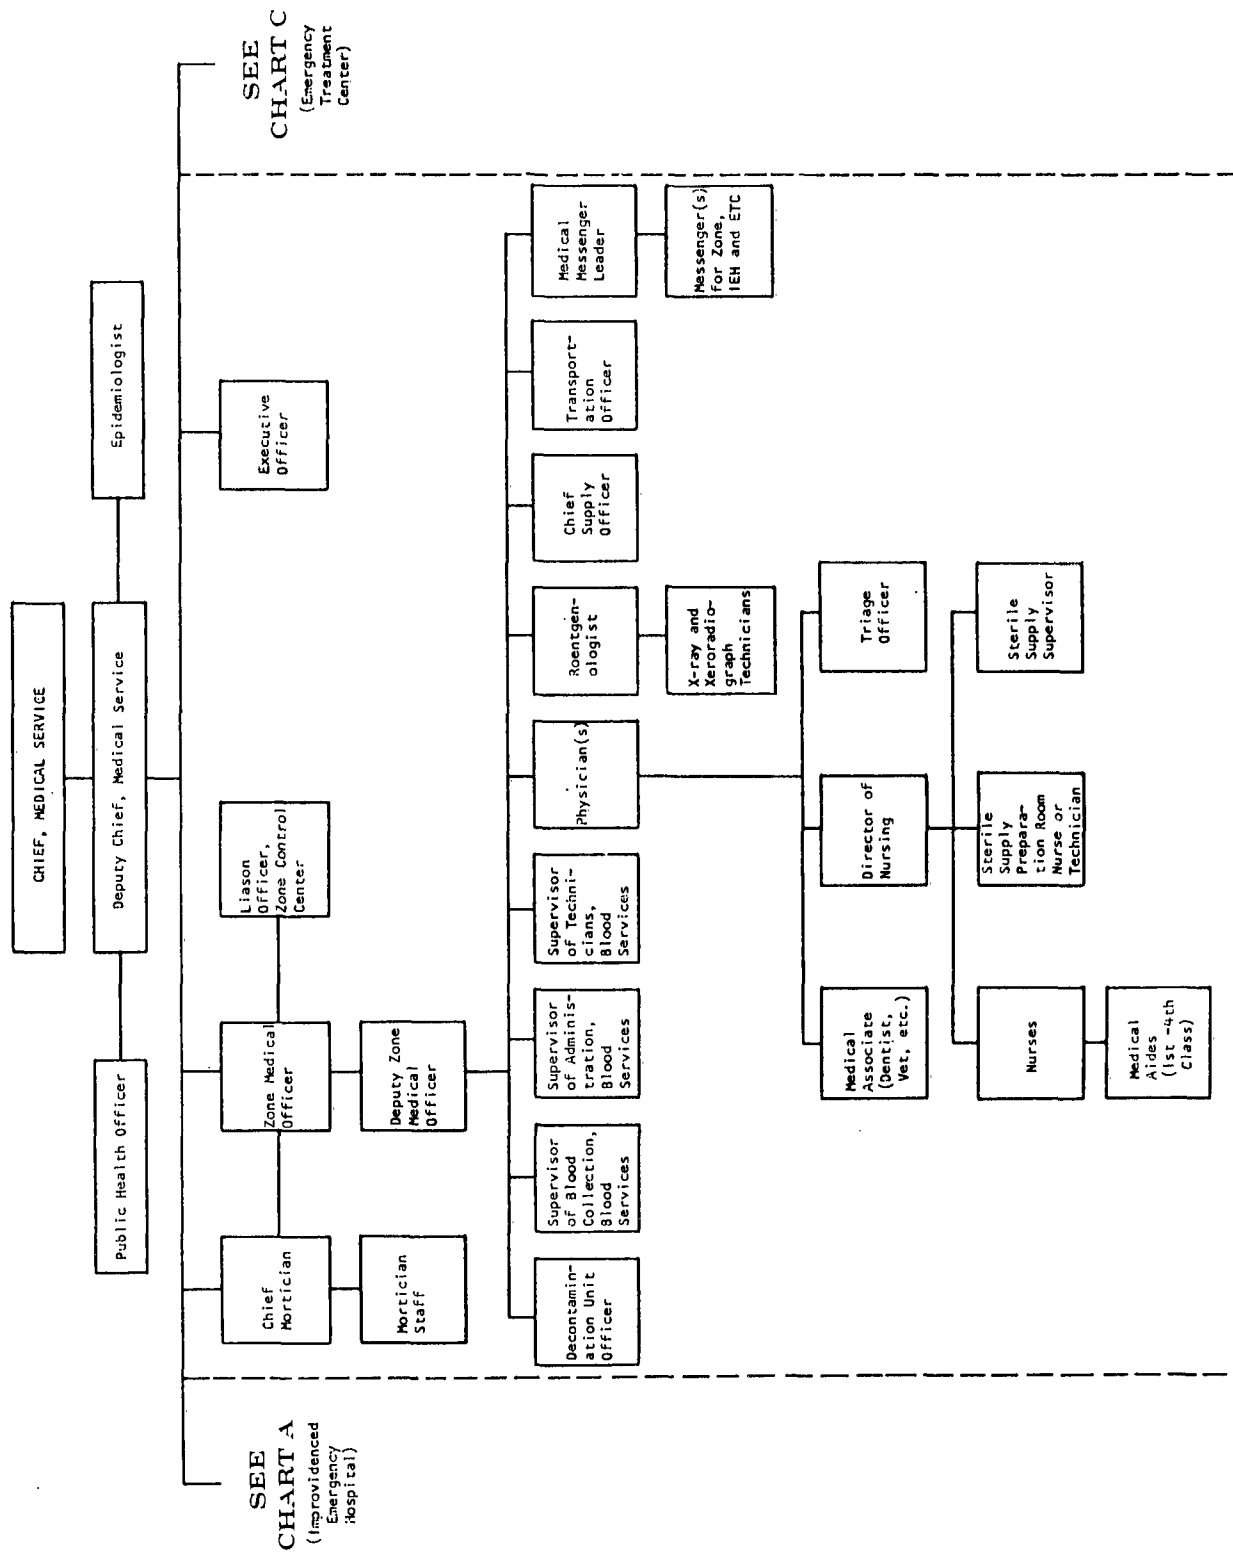 CHIEF, MEDICAL SERVICE
Public Health Officer
Deputy Chief, Medical Service
Epidemiologist
SEE
CHART A
(Improvidenced
Emergency
Hospital)
Chief
Mortician
Zone Medical
Officer
Liason
Officer,
Zone Control
Center
Executive
Officer
SEE
CHART C
(Emergency
Treatment
Center)
Mortician
Staff
Deputy Zone
Medical
Officer
Decontamin-
ation Unit
Officer
Supervisor
of Blood
Collection,
Blood
Services
Supervisor
of Adminis-
tration,
Blood
Services
Supervisor
of Techni-
cians,
Blood
Services
Physician(s)
Roentgen-
ologist
Chief
Supply
Officer
Transport-
ation
Officer
Medical
Messenger
Leader
X-ray and
Xeroradio-
graph
Technicians
Messenger(s)
for Zone,
IEH and ETC
Medical
Associate
(Dentist,
Vet, etc.)
Director of
Nursing
Triage
Officer
Nurses
Sterile
Supply
Prepara-
tion Room
Nurse or
Technician
Sterile
Supply
Supervisor
Medical
Aides
(1st -4th
Class)